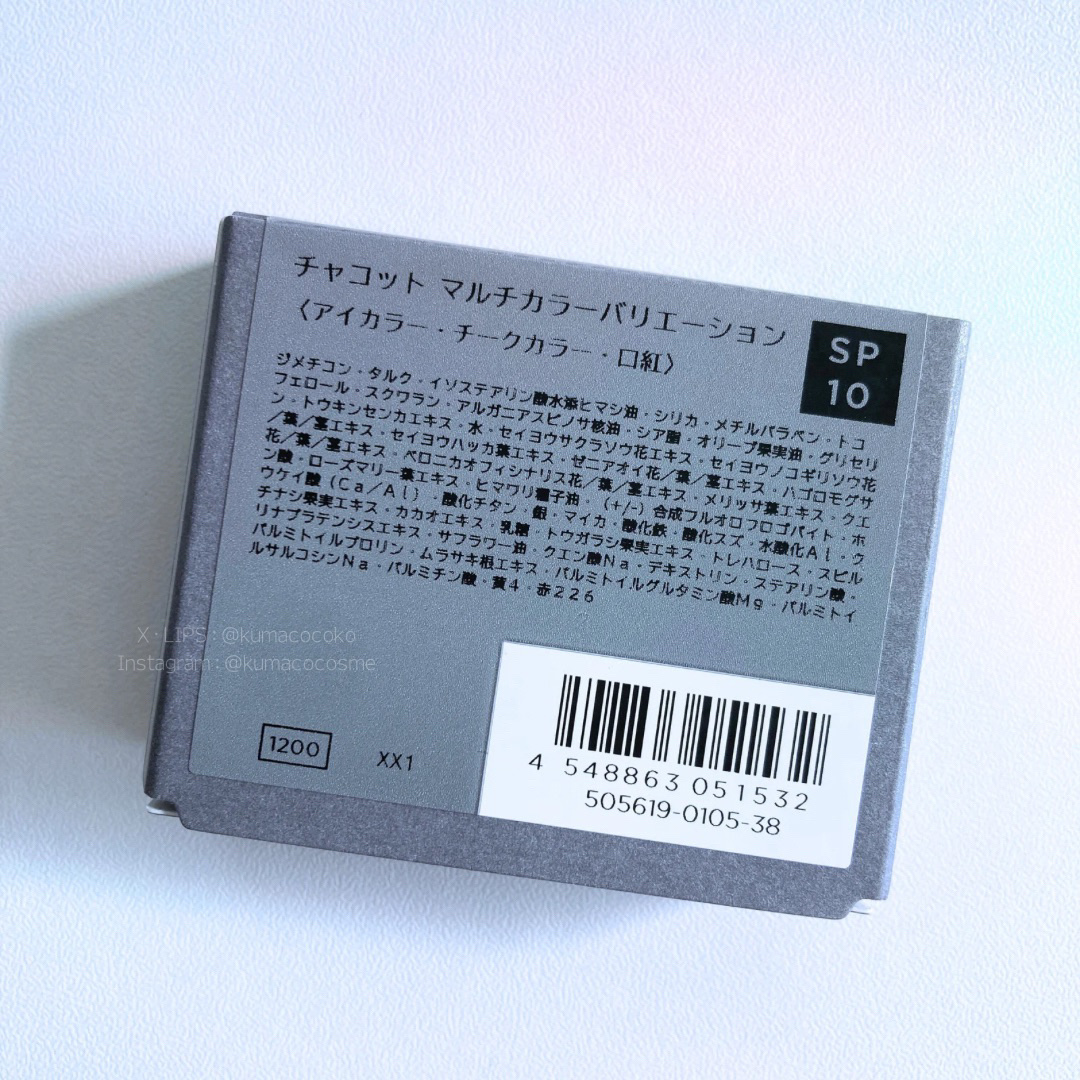 チャコット マルチカラーバリエーション
〈アイカラー・チークカラー・口紅〉
SP
10
ジメチコン・タルク・イソステアリン酸水添ヒマシ油・シリカ・メチルパラベン・トコ
フェロール・スクワラン・アルガニアスピノサ核油・シア脂・オリーブ果実油・グリセリ
ン・トウキンセンカエキス・水・セイヨウサクラソウ花エキス・セイヨウノコギリソウ花
／葉／茎エキス・セイヨウハッカ葉エキス・ゼニアオイ花／葉／茎エキス・ハゴロモグサ
花／葉／茎エキス・ベロニカオフィシナリス花／葉／茎エキス・メリッサ葉エキス・クエ
ン酸・ローズマリー葉エキス・ヒマワリ種子油・（+/-）合成フルオロフロゴパイト・ホ
ウケイ酸（Ｃａ／Ａｌ）・酸化チタン・銀・マイカ・酸化鉄・酸化スズ・水酸化Ａｌ・ク
チナシ果実エキス・カカオエキス・乳糖・トウガラシ果実エキス・トレハロース・スピル
リナプラテンシスエキス・サフラワー油・クエン酸Ｎａ・デキストリン・ステアリン酸・
パルミトイルプロリン・ムラサキ根エキス・パルミトイルグルタミン酸Ｍｇ・パルミトイ
ルサルコシンＮａ・パルミチン酸・黄４・赤２２６
X・LIPS : @kumacocoko
Instagram : @kumacocosme
1200
XX1
4 548863 051532
505619-0105-38